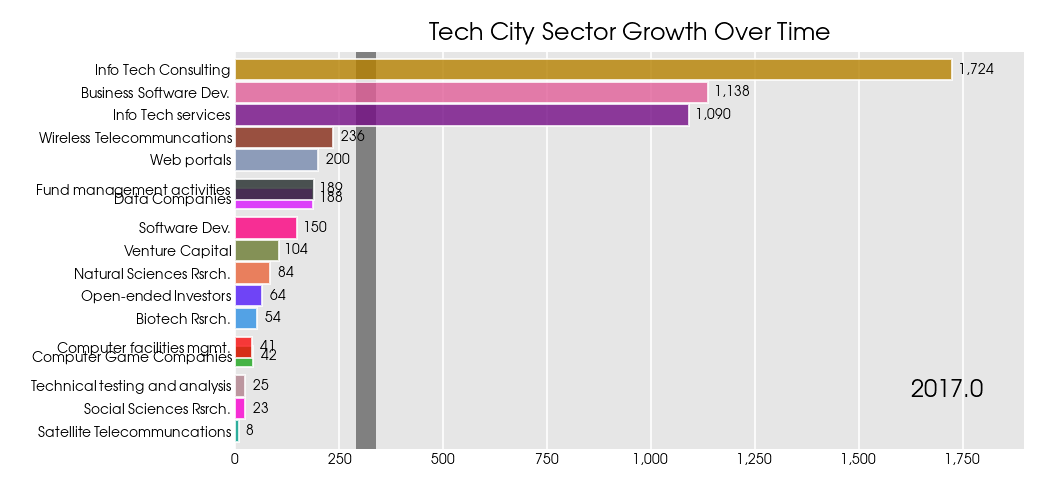 Tech City Sector Growth Over Time
Info Tech Consulting 1,724
Business Software Dev. 1,138
Info Tech services 1,090
Wireless Telecommuncations 236
Web portals 200
Fund management activities 189
Data Companies 188
Software Dev. 150
Venture Capital 104
Natural Sciences Rsrch. 84
Open-ended Investors 64
Biotech Rsrch. 54
Computer facilities mgmt. 41
Computer Game Companies 42
Technical testing and analysis 25
2017.0
Social Sciences Rsrch. 23
Satellite Telecommuncations 8
0 250 500 750 1,000 1,250 1,500 1,750